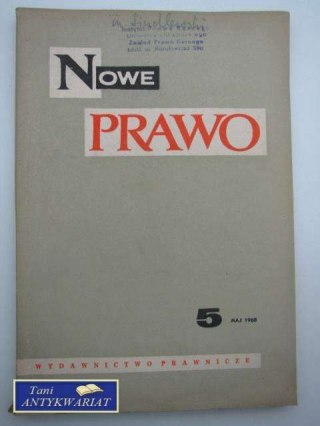 NOWE
PRAWO
5 MAJ 1968
WYDAWNICTWO PRAWNICZE
Tani
ANTYKWARIAT